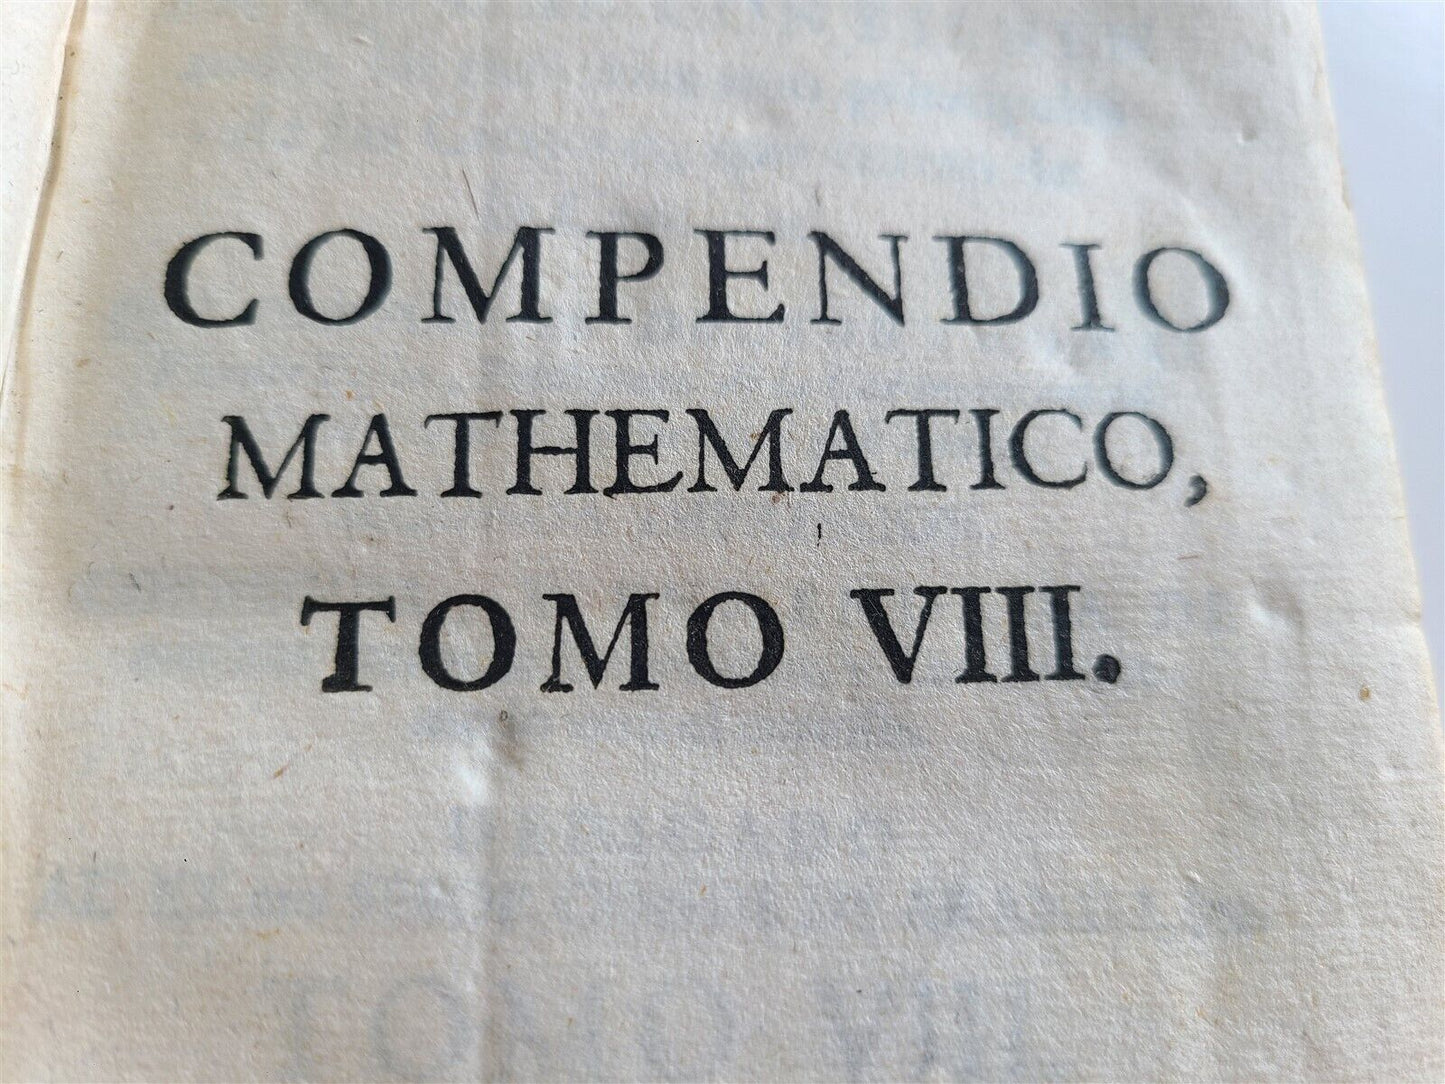 COMPENDIO
MATHEMATICO,
TOMO VIII.